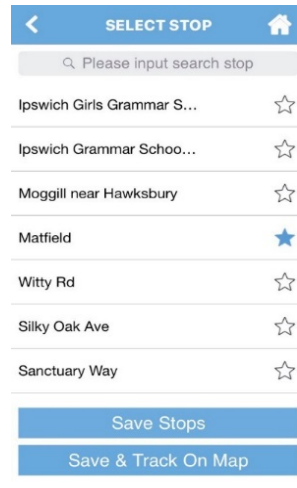 SELECT STOP
Please input search stop
Ipswich Girls Grammar S...
Ipswich Grammar Schoo...
Moggill near Hawksbury
Matfield
Witty Rd
Silky Oak Ave
Sanctuary Way
Save Stops
Save & Track On Map